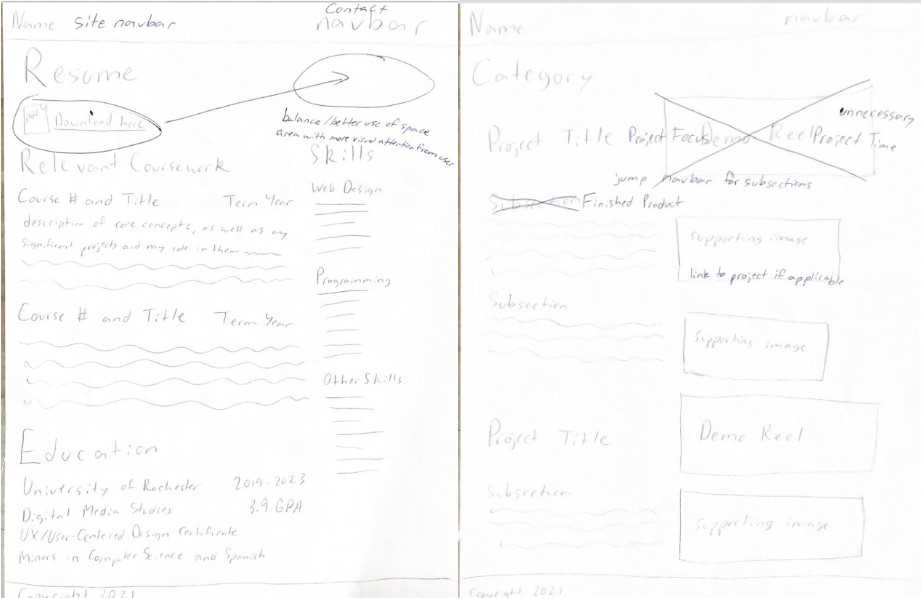 Name site navbar
Contact
navbar
Resume
Download here
balance/better use of space
area with more visual attention from user
Relevant Coursework
Skills
Course # and Title Term Year
description of core concepts, as well as any
significant projects and my role in them
Web Design
Programming
Course # and Title Term Year
Other Skills
Education
University of Rochester 2019-2023
Digital Media Studies 3.9 GPA
UX/User-Centered Design Certificate
Minors in Computer Science and Spanish
Copyright 2021
Name
navbar
Category
unnecessary
Project Title Project Focus Demo Reel Project Time
jump navbar for subsections
Subsection Finished Product
Supporting image
link to project if applicable
Subsection
Supporting image
Project Title
Demo Reel
Subsection
Supporting image
Copyright 2021